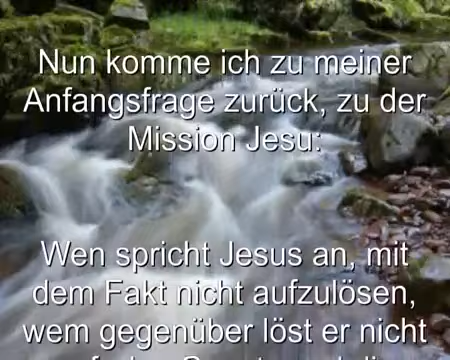 Nun komme ich zu meiner
Anfangsfrage zurück, zu der
Mission Jesu:
Wen spricht Jesus an, mit
dem Fakt nicht aufzulösen,
wem gegenüber löst er nicht